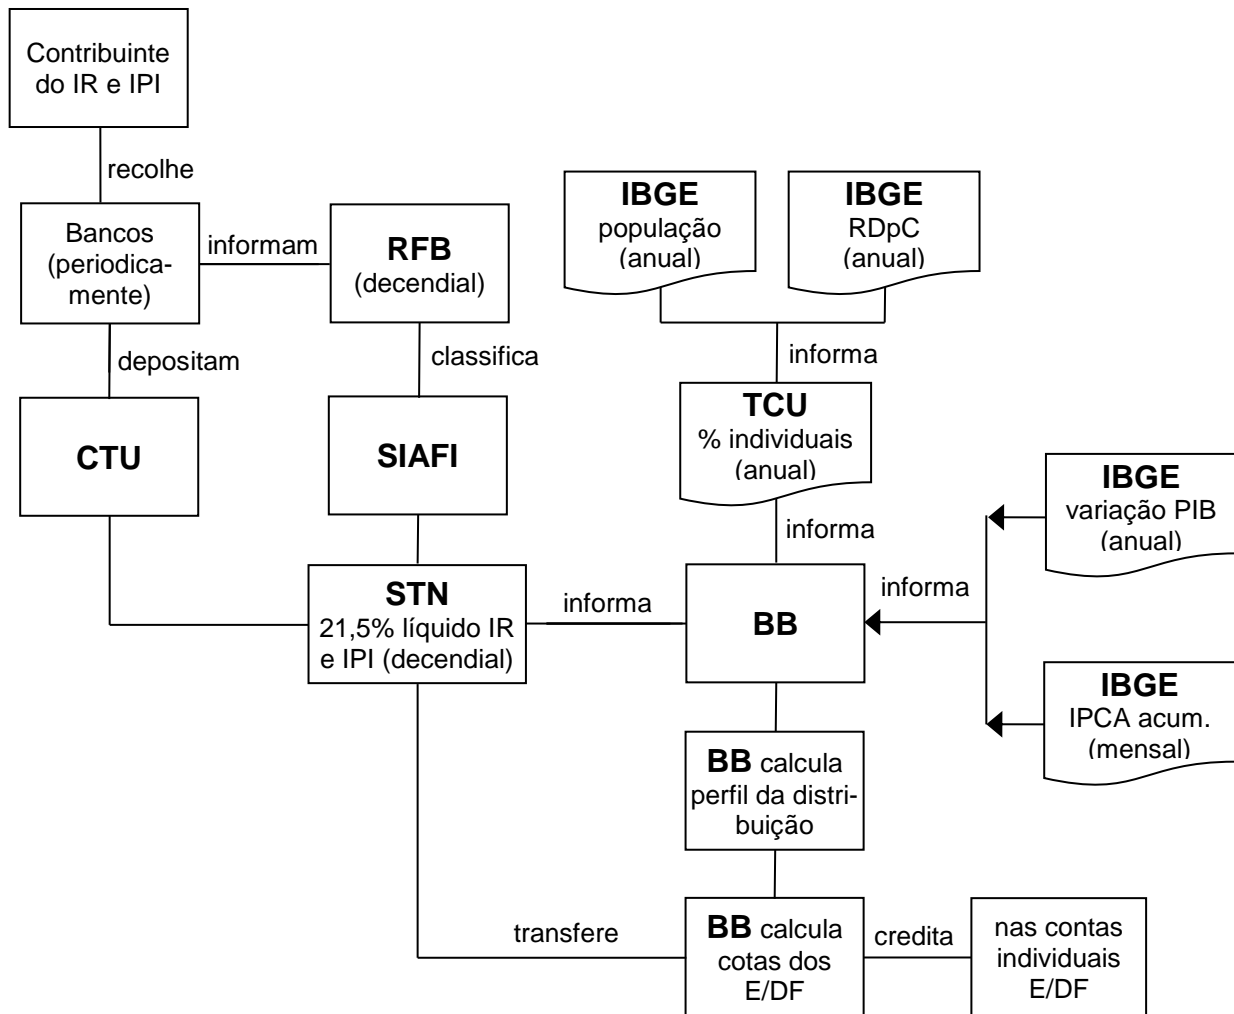 Contribuinte
do IR e IPI
recolhe
Bancos
(periodica-
mente)
informam
RFB
(decendial)
IBGE
população
(anual)
IBGE
RDpC
(anual)
depositam
classifica
informa
CTU
SIAFI
TCU
% individuais
(anual)
informa
IBGE
variação PIB
(anual)
STN
21,5% líquido IR
e IPI (decendial)
informa
BB
informa
IBGE
IPCA acum.
(mensal)
BB calcula
perfil da distri-
buição
transfere
BB calcula
cotas dos
E/DF
credita
nas contas
individuais
E/DF